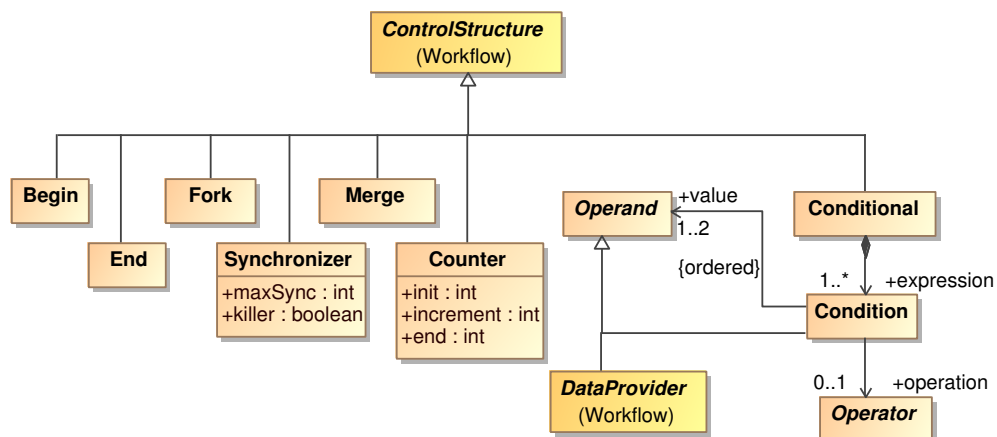 ControlStructure
(Workflow)
Begin
Fork
Merge
Operand
+value
1..2
{ordered}
Conditional
End
Synchronizer
+maxSync : int
+killer : boolean
Counter
+init : int
+increment : int
+end : int
1..*
+expression
Condition
DataProvider
(Workflow)
0..1
+operation
Operator